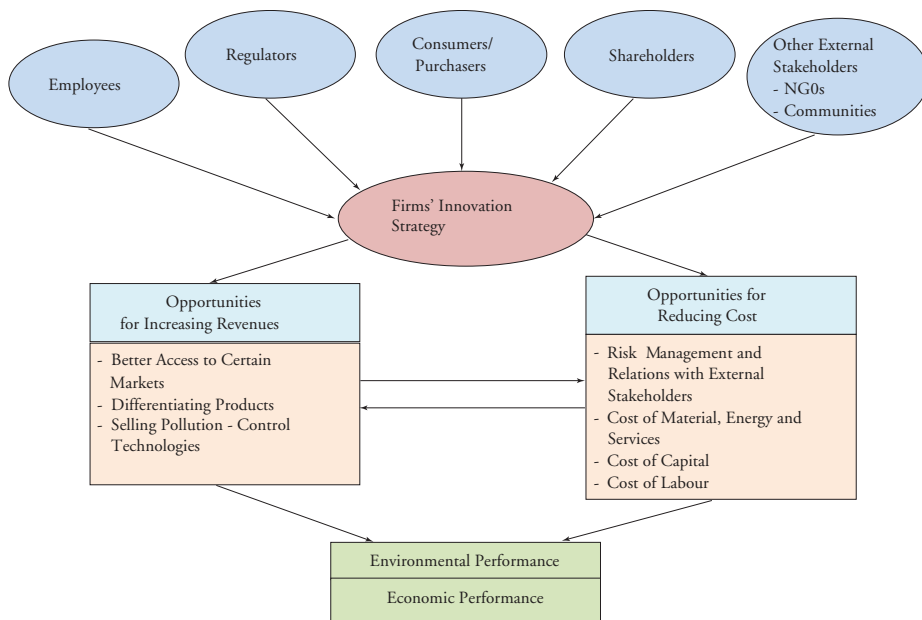 Employees
Regulators
Consumers/
Purchasers
Shareholders
Other External
Stakeholders
- NG0s
- Communities
Firms' Innovation
Strategy
Opportunities
for Increasing Revenues
- Better Access to Certain
Markets
- Differentiating Products
- Selling Pollution - Control
Technologies
Opportunities for
Reducing Cost
- Risk Management and
Relations with External
Stakeholders
- Cost of Material, Energy and
Services
- Cost of Capital
- Cost of Labour
Environmental Performance
Economic Performance